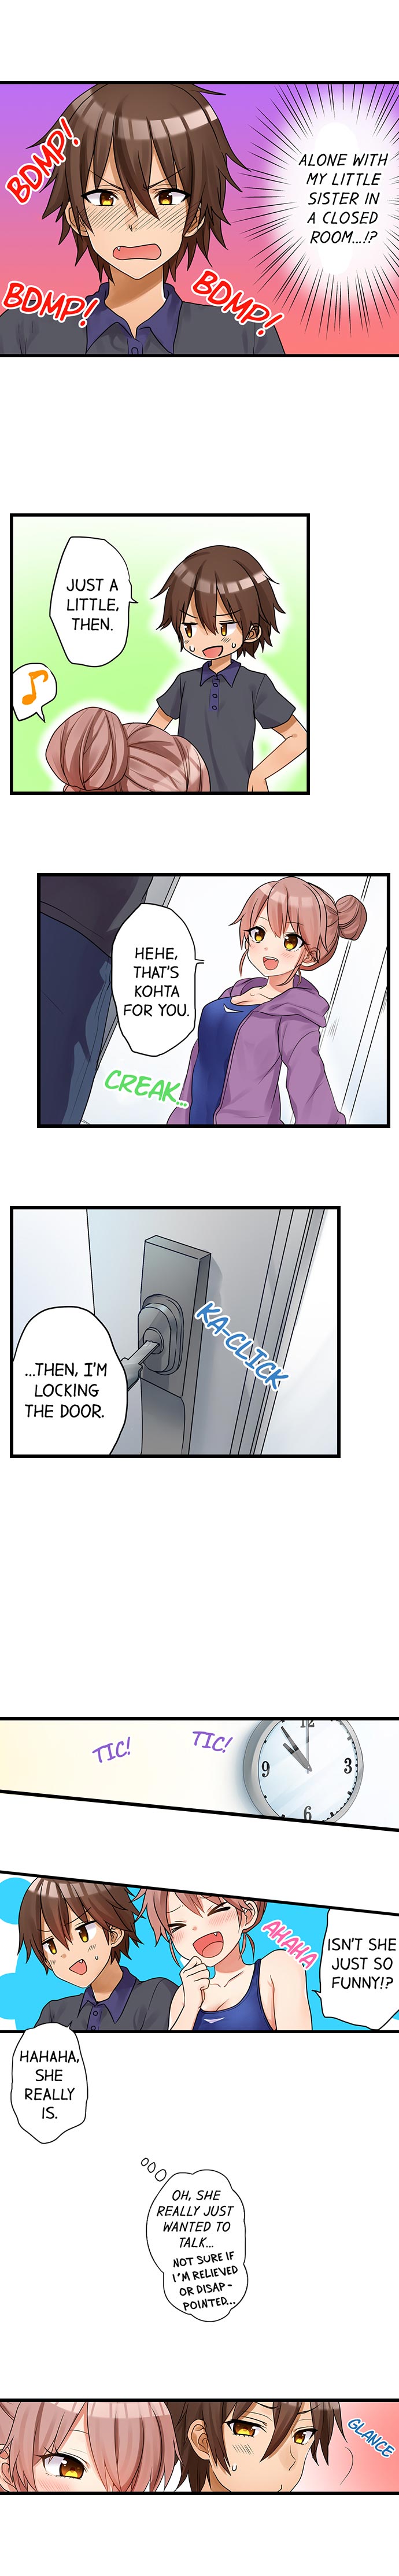 BDMP!
ALONE WITH
MY LITTLE
SISTER IN
A CLOSED
ROOM...!?
BDMP!
BDMP!
JUST A
LITTLE,
THEN.
HEHE,
THAT'S
KOHTA
FOR YOU.
CREAK...
KA-CLICK
...THEN, I'M
LOCKING
THE DOOR.
TIC!
TIC!
12
9
3
6
AHAHA
ISN'T SHE
JUST SO
FUNNY!?
HAHAHA,
SHE
REALLY
IS.
OH, SHE
REALLY JUST
WANTED TO
TALK...
NOT SURE IF
I'M RELIEVED
OR DISAP-
POINTED...
GLANCE